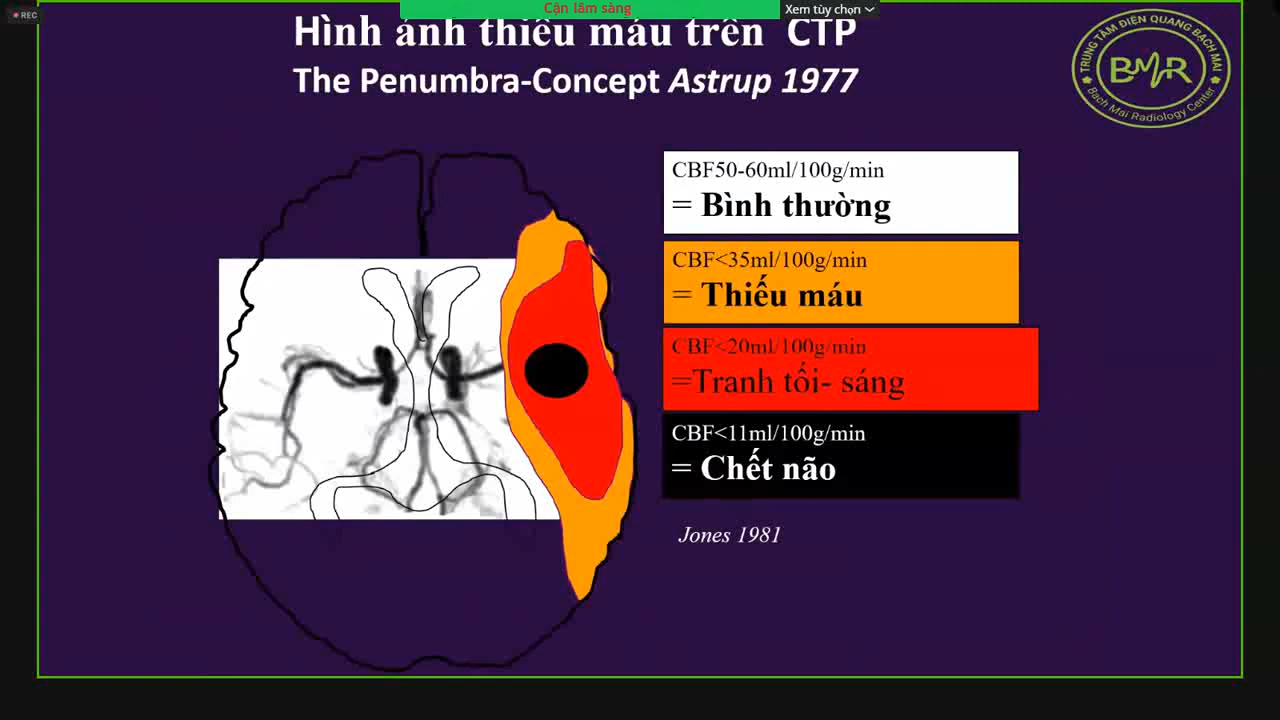 REC
Cận lâm sàng
Xem tùy chọn
Hình ảnh thiếu máu trên CTP
The Penumbra-Concept Astrup 1977
TRUNG TÂM ĐIỆN QUANG BẠCH MAI
BMR
Bach Mai Radiology Center
CBF50-60ml/100g/min
= Bình thường
CBF<35ml/100g/min
= Thiếu máu
CBF<20ml/100g/min
=Tranh tối- sáng
CBF<11ml/100g/min
= Chết não
Jones 1981